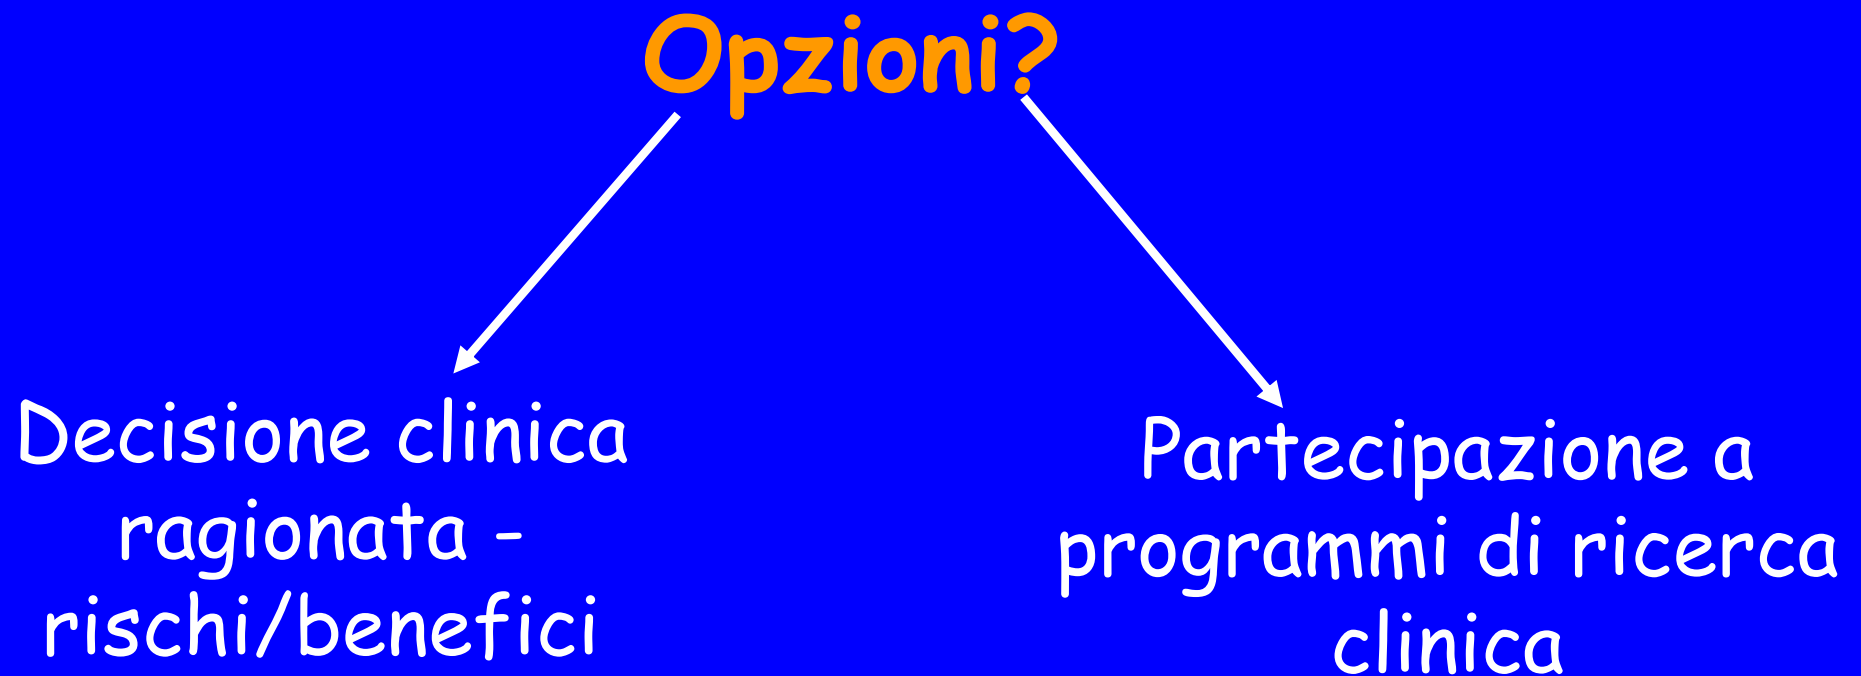 Opzioni?
Decisione clinica
ragionata -
rischi/benefici
Partecipazione a
programmi di ricerca
clinica